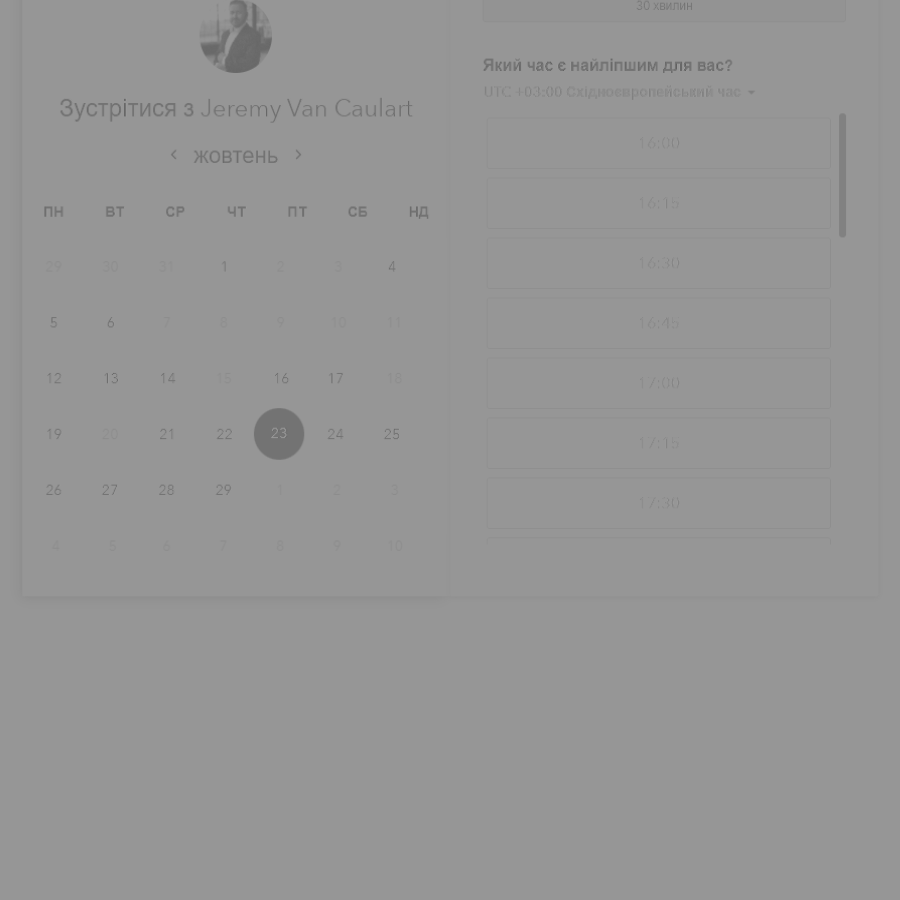 Зустрітися з Jeremy Van Caulart
жовтень
ПН ВТ СР ЧТ ПТ СБ НД
29 30 31 1 2 3 4
5 6 7 8 9 10 11
12 13 14 15 16 17 18
19 20 21 22 23 24 25
26 27 28 29 1 2 3
4 5 6 7 8 9 10
30 хвилин
Який час є найліпшим для вас?
UTC +03:00 Східноєвропейський час
16:00
16:15
16:30
16:45
17:00
17:15
17:30